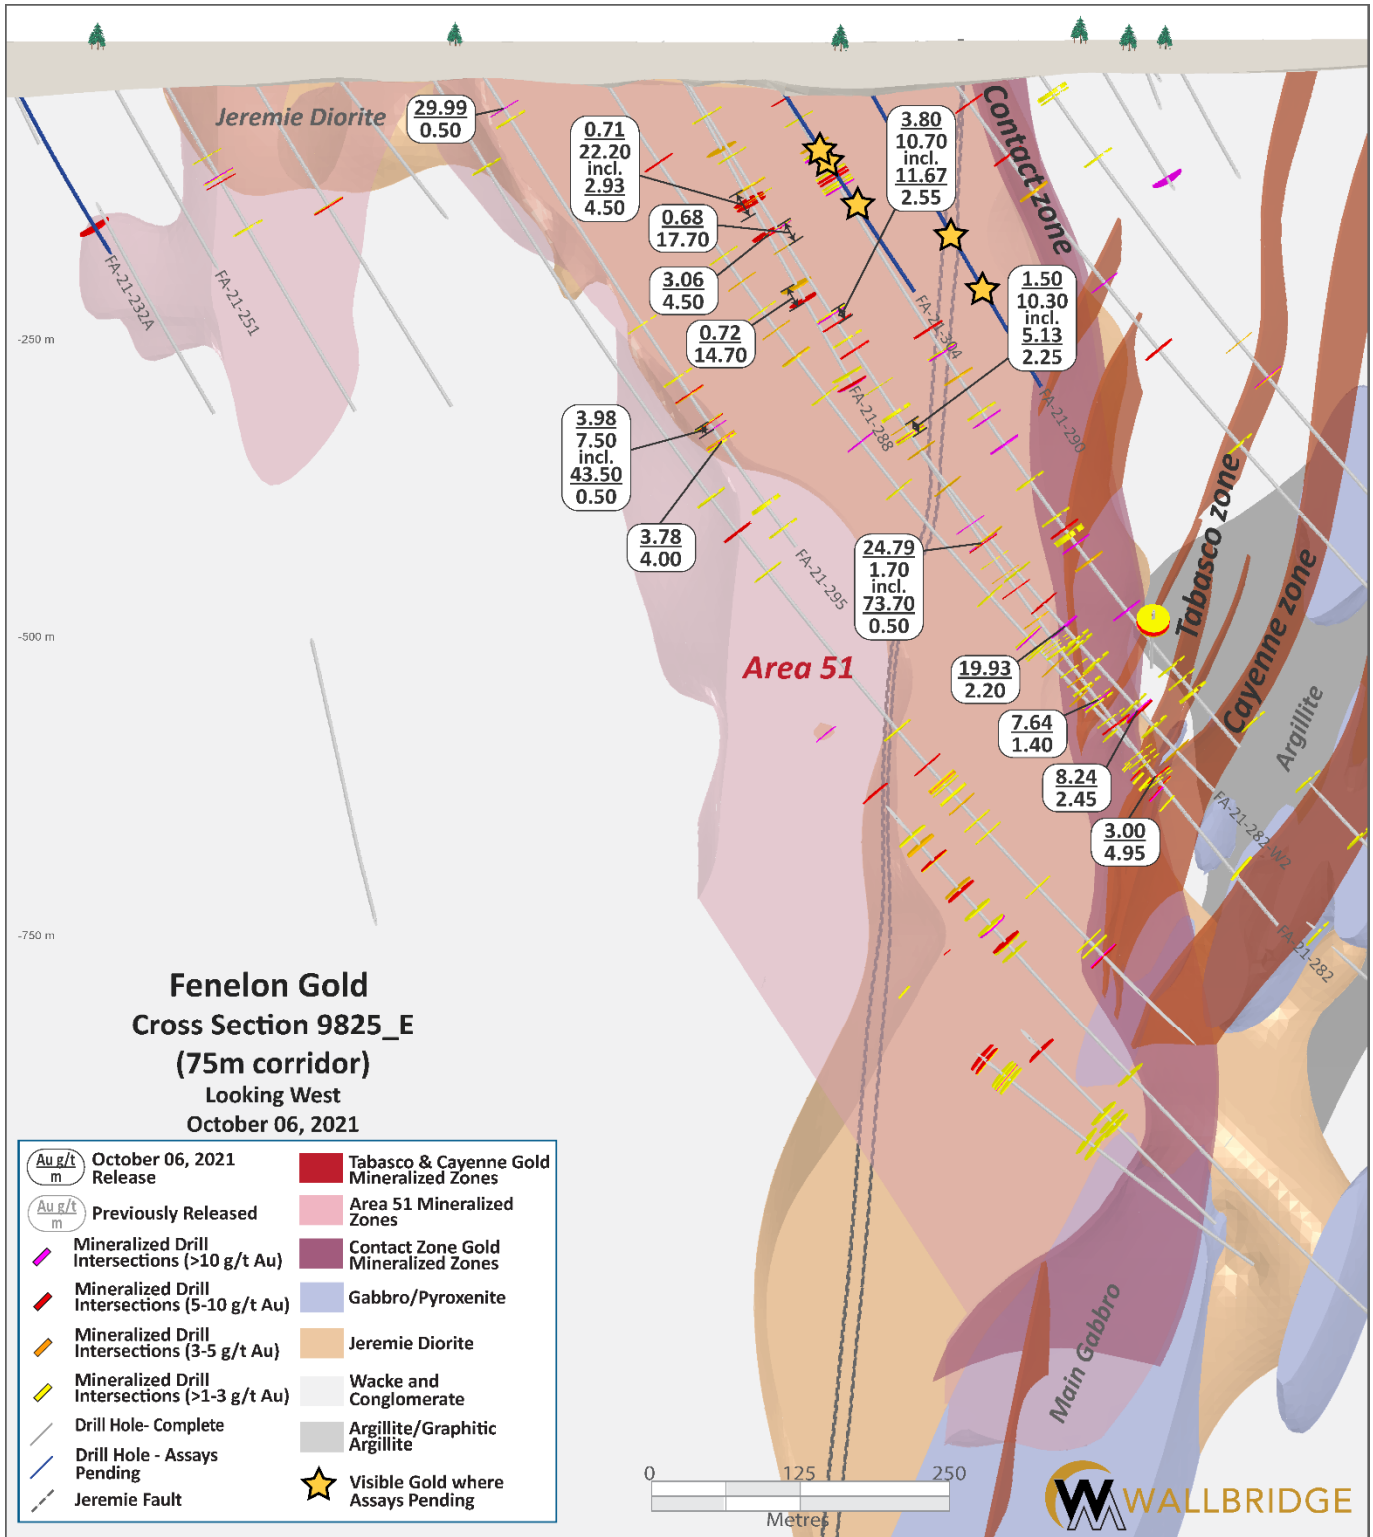 Jeremie Diorite
29.99
0.50
0.71
22.20
incl.
2.93
4.50
3.80
10.70
incl.
11.67
2.55
Contact zone
0.68
17.70
3.06
4.50
0.72
14.70
1.50
10.30
incl.
5.13
2.25
FA-21-232A
FA-21-251
FA-21-304
FA-21-290
FA-21-288
-250 m
3.98
7.50
incl.
43.50
0.50
3.78
4.00
FA-21-295
24.79
1.70
incl.
73.70
0.50
Tabasco zone
Cayenne zone
Argillite
-500 m
Area 51
19.93
2.20
7.64
1.40
8.24
2.45
3.00
4.95
FA-21-282-W2
FA-21-282
-750 m
Fenelon Gold
Cross Section 9825_E
(75m corridor)
Looking West
October 06, 2021
Au g/t
m
October 06, 2021
Release
Au g/t
m
Previously Released
Mineralized Drill
Intersections (>10 g/t Au)
Mineralized Drill
Intersections (5-10 g/t Au)
Mineralized Drill
Intersections (3-5 g/t Au)
Mineralized Drill
Intersections (>1-3 g/t Au)
Drill Hole- Complete
Drill Hole - Assays
Pending
Jeremie Fault
Tabasco & Cayenne Gold
Mineralized Zones
Area 51 Mineralized
Zones
Contact Zone Gold
Mineralized Zones
Gabbro/Pyroxenite
Jeremie Diorite
Wacke and
Conglomerate
Argillite/Graphitic
Argillite
Visible Gold where
Assays Pending
Main Gabbro
0 125 250
Metres
WALLBRIDGE